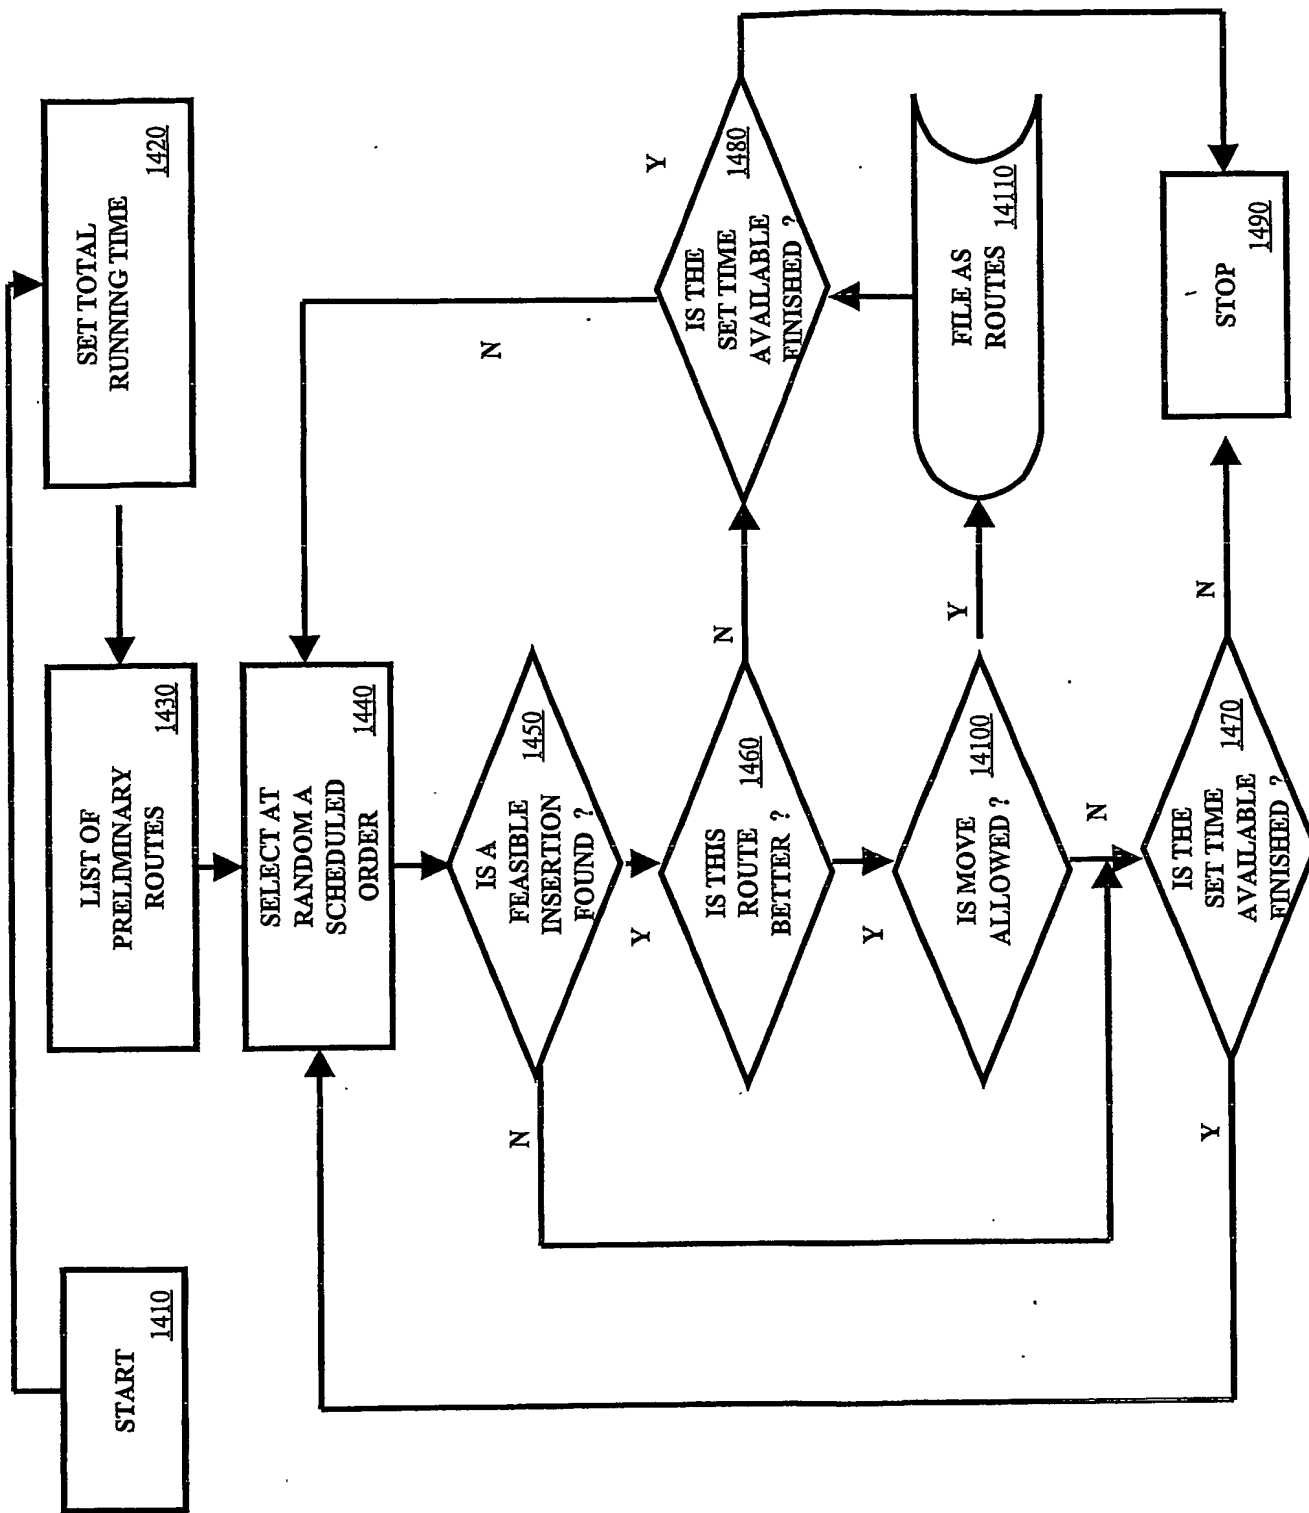 START
1410
SET TOTAL
RUNNING TIME
1420
LIST OF
PRELIMINARY
ROUTES
1430
SELECT AT
RANDOM A
SCHEDULED
ORDER
1440
IS A
FEASIBLE
INSERTION
FOUND ?
1450
N
Y
IS THIS
ROUTE
BETTER ?
1460
N
Y
IS MOVE
ALLOWED ?
14100
Y
N
IS THE
SET TIME
AVAILABLE
FINISHED ?
1470
Y
N
IS THE
SET TIME
AVAILABLE
FINISHED ?
1480
N
Y
FILE AS
ROUTES
14110
STOP
1490